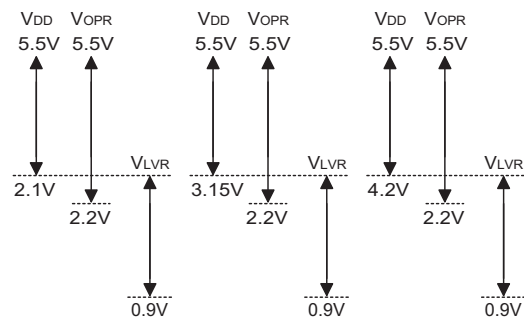 VDD VOPR VDD VOPR VDD VOPR
5.5V 5.5V 5.5V 5.5V 5.5V 5.5V
VLVR VLVR VLVR
2.1V 3.15V 4.2V
2.2V 2.2V 2.2V
0.9V 0.9V 0.9V